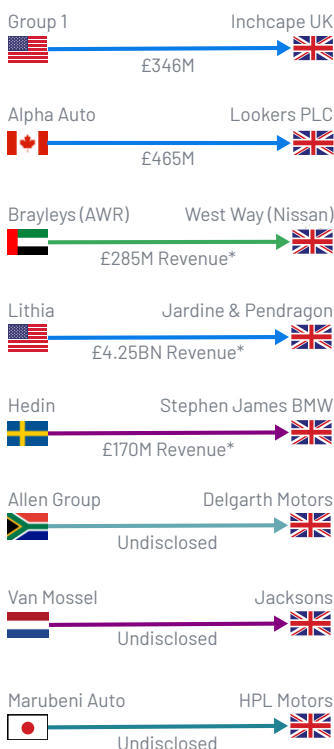 Group 1 Inchcape UK
£346M
Alpha Auto Lookers PLC
£465M
Brayleys (AWR) West Way (Nissan)
£285M Revenue*
Lithia Jardine & Pendragon
£4.25BN Revenue*
Hedin Stephen James BMW
£170M Revenue*
Allen Group Delgarth Motors
Undisclosed
Van Mossel Jacksons
Undisclosed
Marubeni Auto HPL Motors
Undisclosed